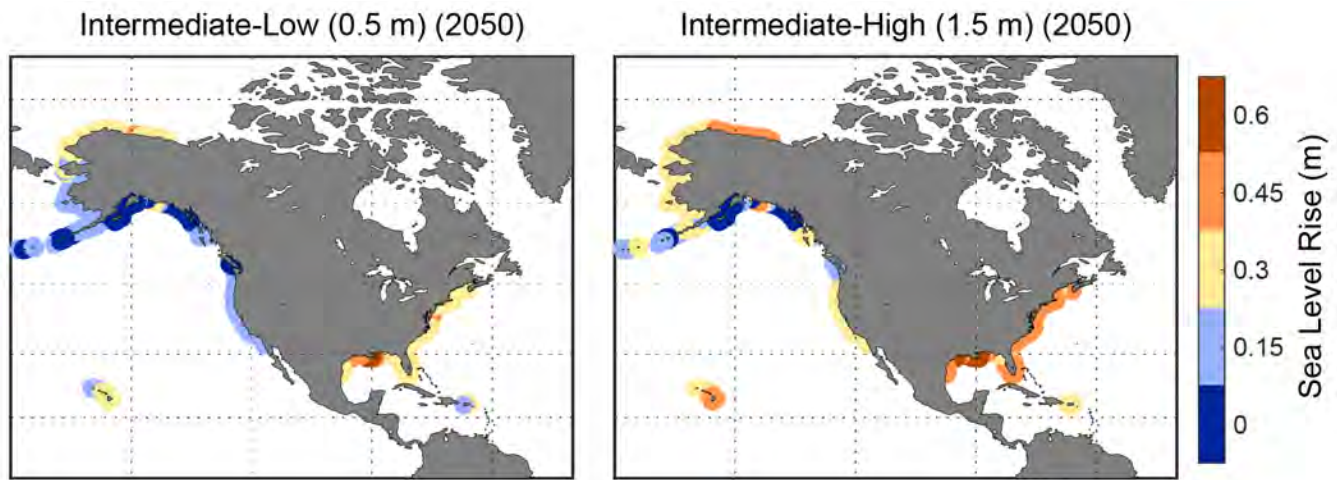 Intermediate-Low (0.5 m) (2050)
Intermediate-High (1.5 m) (2050)
0.6
0.45
0.3
0.15
0
Sea Level Rise (m)